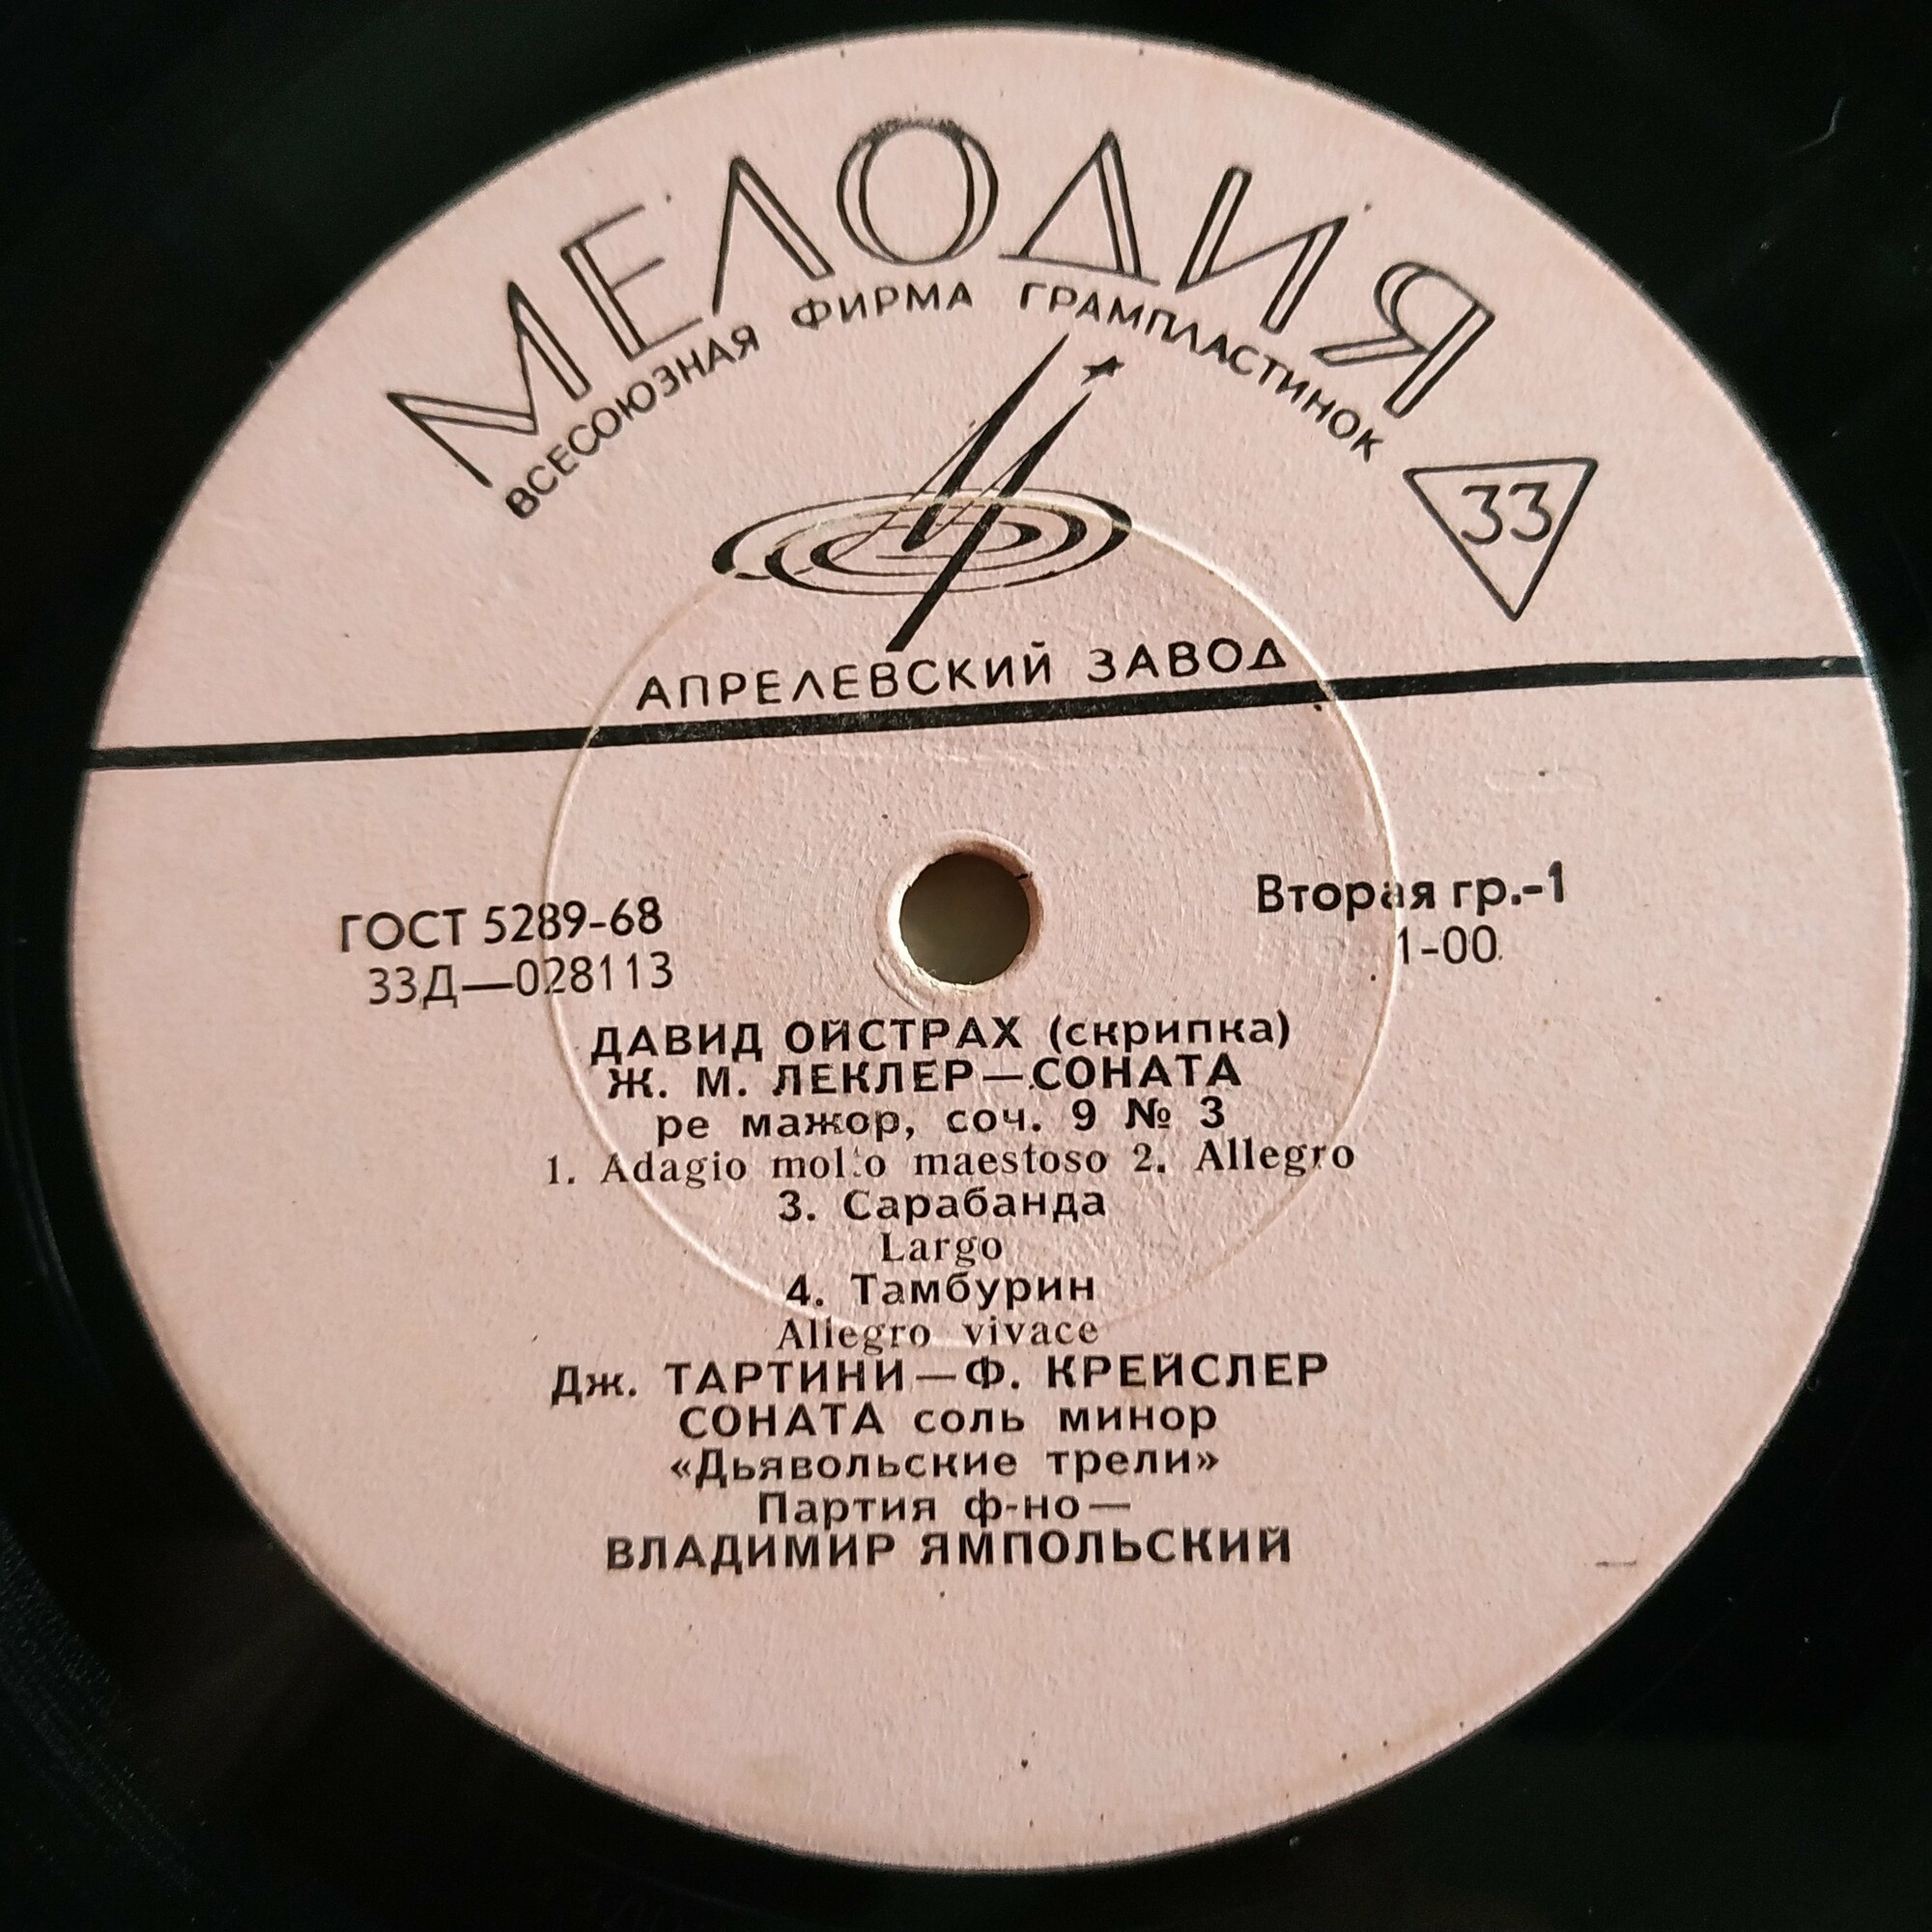 МЕЛОДИЯ
ВСЕСОЮЗНАЯ ФИРМА ГРАМПЛАСТИНОК
33
АПРЕЛЕВСКИЙ ЗАВОД
ГОСТ 5289-68
33Д—028113
Вторая гр.-1
1-00
ДАВИД ОЙСТРАХ (скрипка)
Ж. М. ЛЕКЛЕР—СОНАТА
ре мажор, соч. 9 № 3
1. Adagio molto maestoso 2. Allegro
3. Сарабанда
Largo
4. Тамбурин
Allegro vivace
Дж. ТАРТИНИ—Ф. КРЕЙСЛЕР
СОНАТА соль минор
«Дьявольские трели»
Партия ф-но—
ВЛАДИМИР ЯМПОЛЬСКИЙ